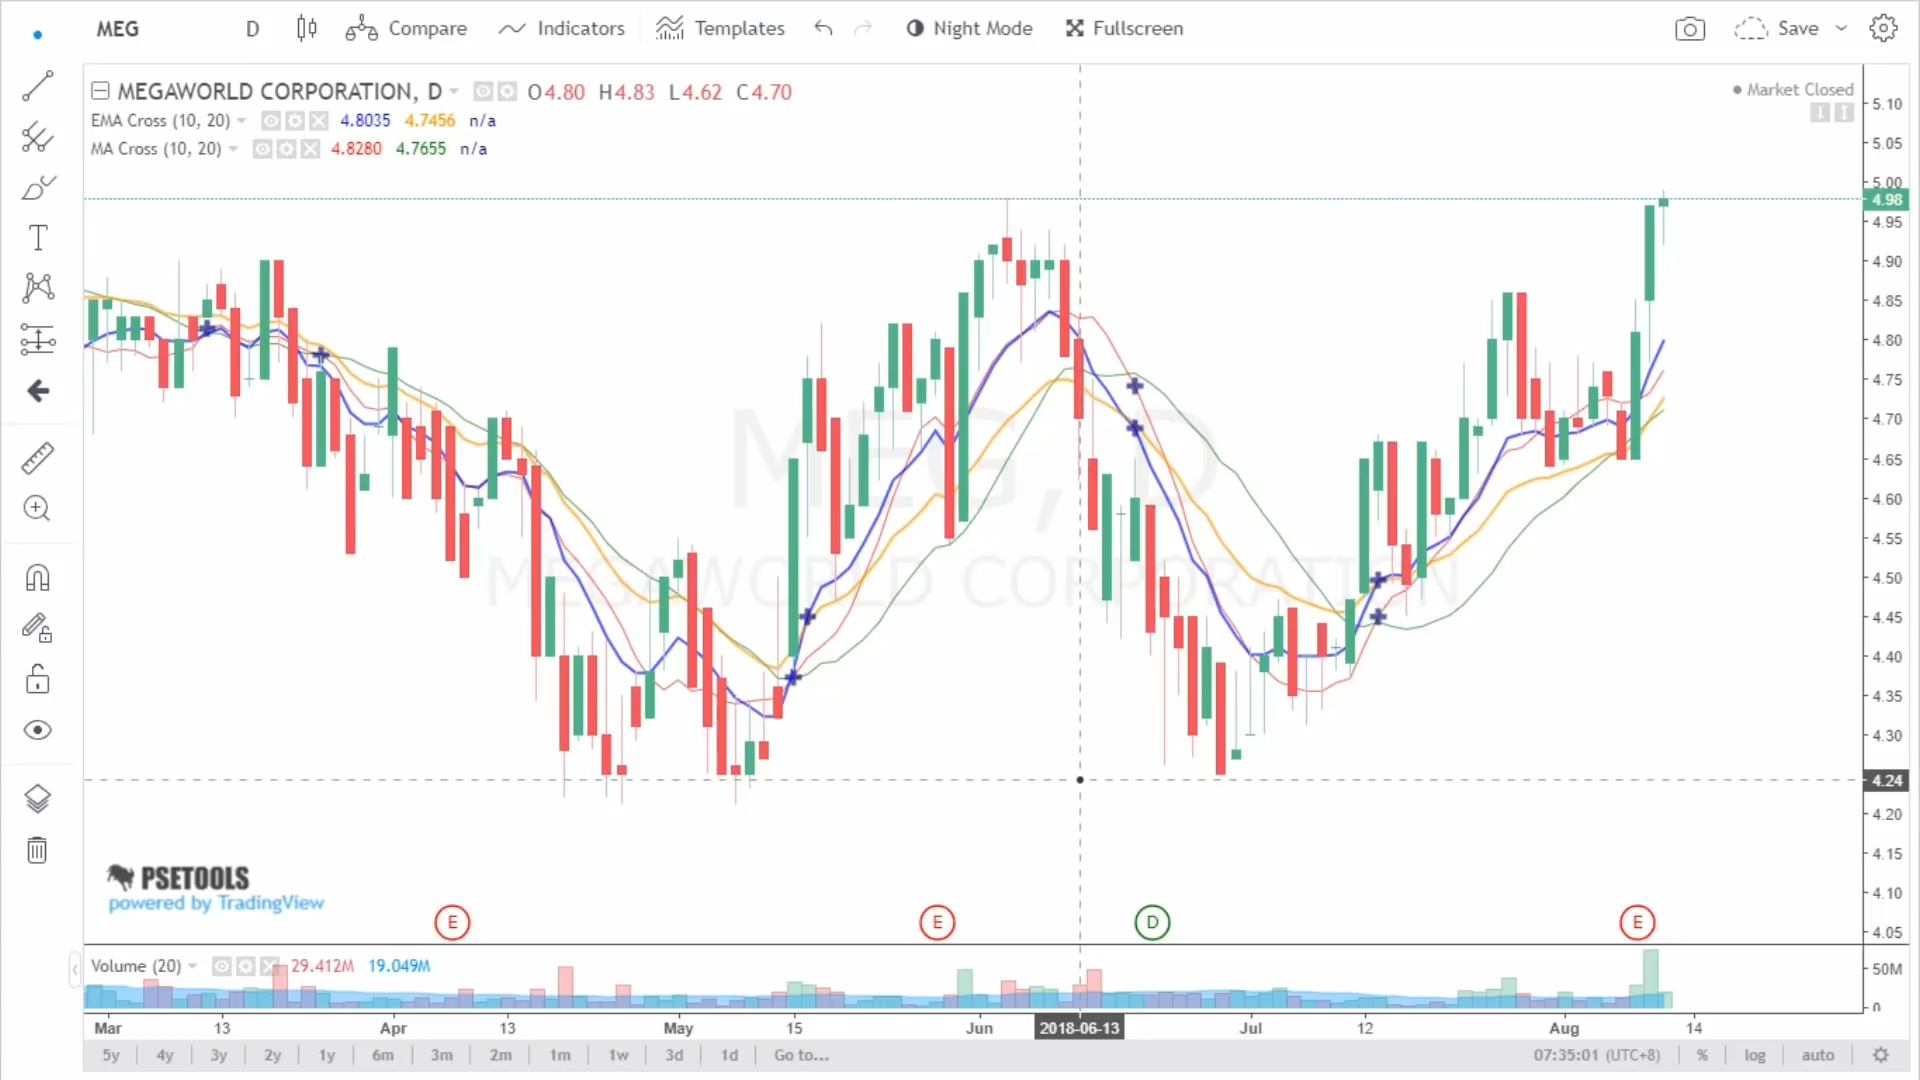 MEG D Compare Indicators Templates Night Mode Fullscreen Save
MEGAWORLD CORPORATION, D O4.80 H4.83 L4.62 C4.70
Market Closed
EMA Cross (10, 20) 4.8035 4.7456 n/a
MA Cross (10, 20) 4.8280 4.7655 n/a
5.10
5.05
5.00
4.98
4.95
4.90
4.85
4.80
4.75
4.70
4.65
4.60
4.55
4.50
4.45
4.40
4.35
4.30
4.24
4.20
4.15
4.10
4.05
MEG, D
MEGAWORLD CORPORATION
PSETOOLS
powered by TradingView
E E D E
Volume (20) 29.412M 19.049M
50M
0
Mar 13 Apr 13 May 15 Jun 2018-06-13 Jul 12 Aug 14
5y 4y 3y 2y 1y 6m 3m 2m 1m 1w 3d 1d Go to... 07:35:01 (UTC+8) % log auto